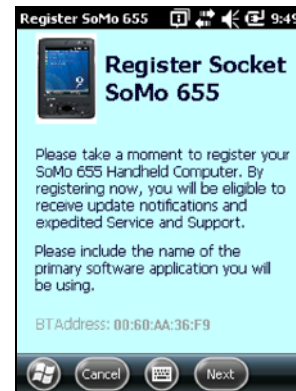 Register SoMo 655 9:49
Register Socket
SoMo 655
Please take a moment to register your
SoMo 655 Handheld Computer. By
registering now, you will be eligible to
receive update notifications and
expedited Service and Support.
Please include the name of the
primary software application you will
be using.
BTAddress: 00:60:AA:36:F9
Cancel Next